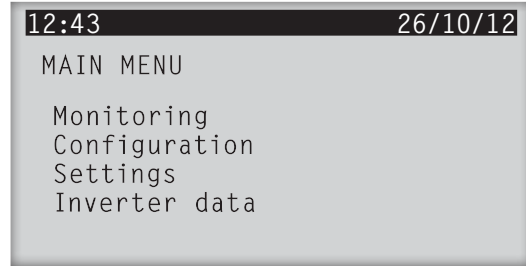 12:43 26/10/12
MAIN MENU
Monitoring
Configuration
Settings
Inverter data